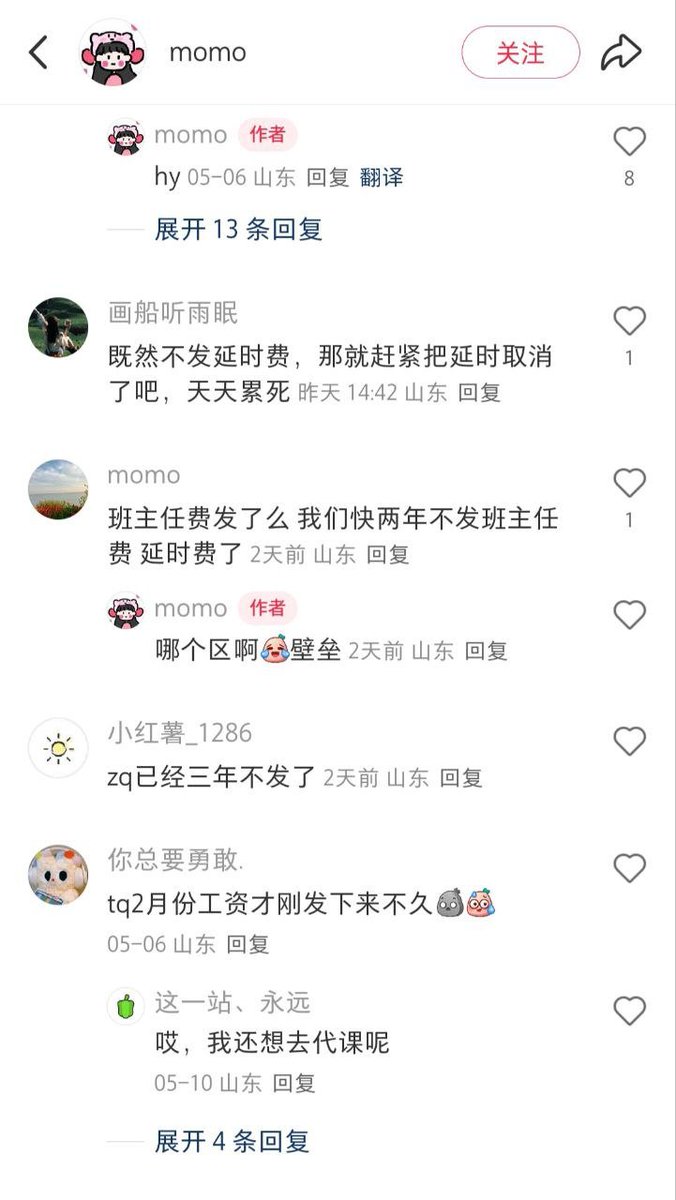 momo
关注
momo 作者
hy 05-06 山东 回复 翻译
8
展开 13 条回复
画船听雨眠
既然不发延时费，那就赶紧把延时取消
了吧，天天累死 昨天 14:42 山东 回复
1
momo
班主任费发了么 我们快两年不发班主任
费 延时费了 2天前 山东 回复
1
momo 作者
哪个区啊壁垒 2天前 山东 回复
小红薯_1286
zq已经三年不发了 2天前 山东 回复
你总要勇敢.
tq2月份工资才刚发下来不久
05-06 山东 回复
这一站、永远
哎，我还想去代课呢
05-10 山东 回复
展开 4 条回复